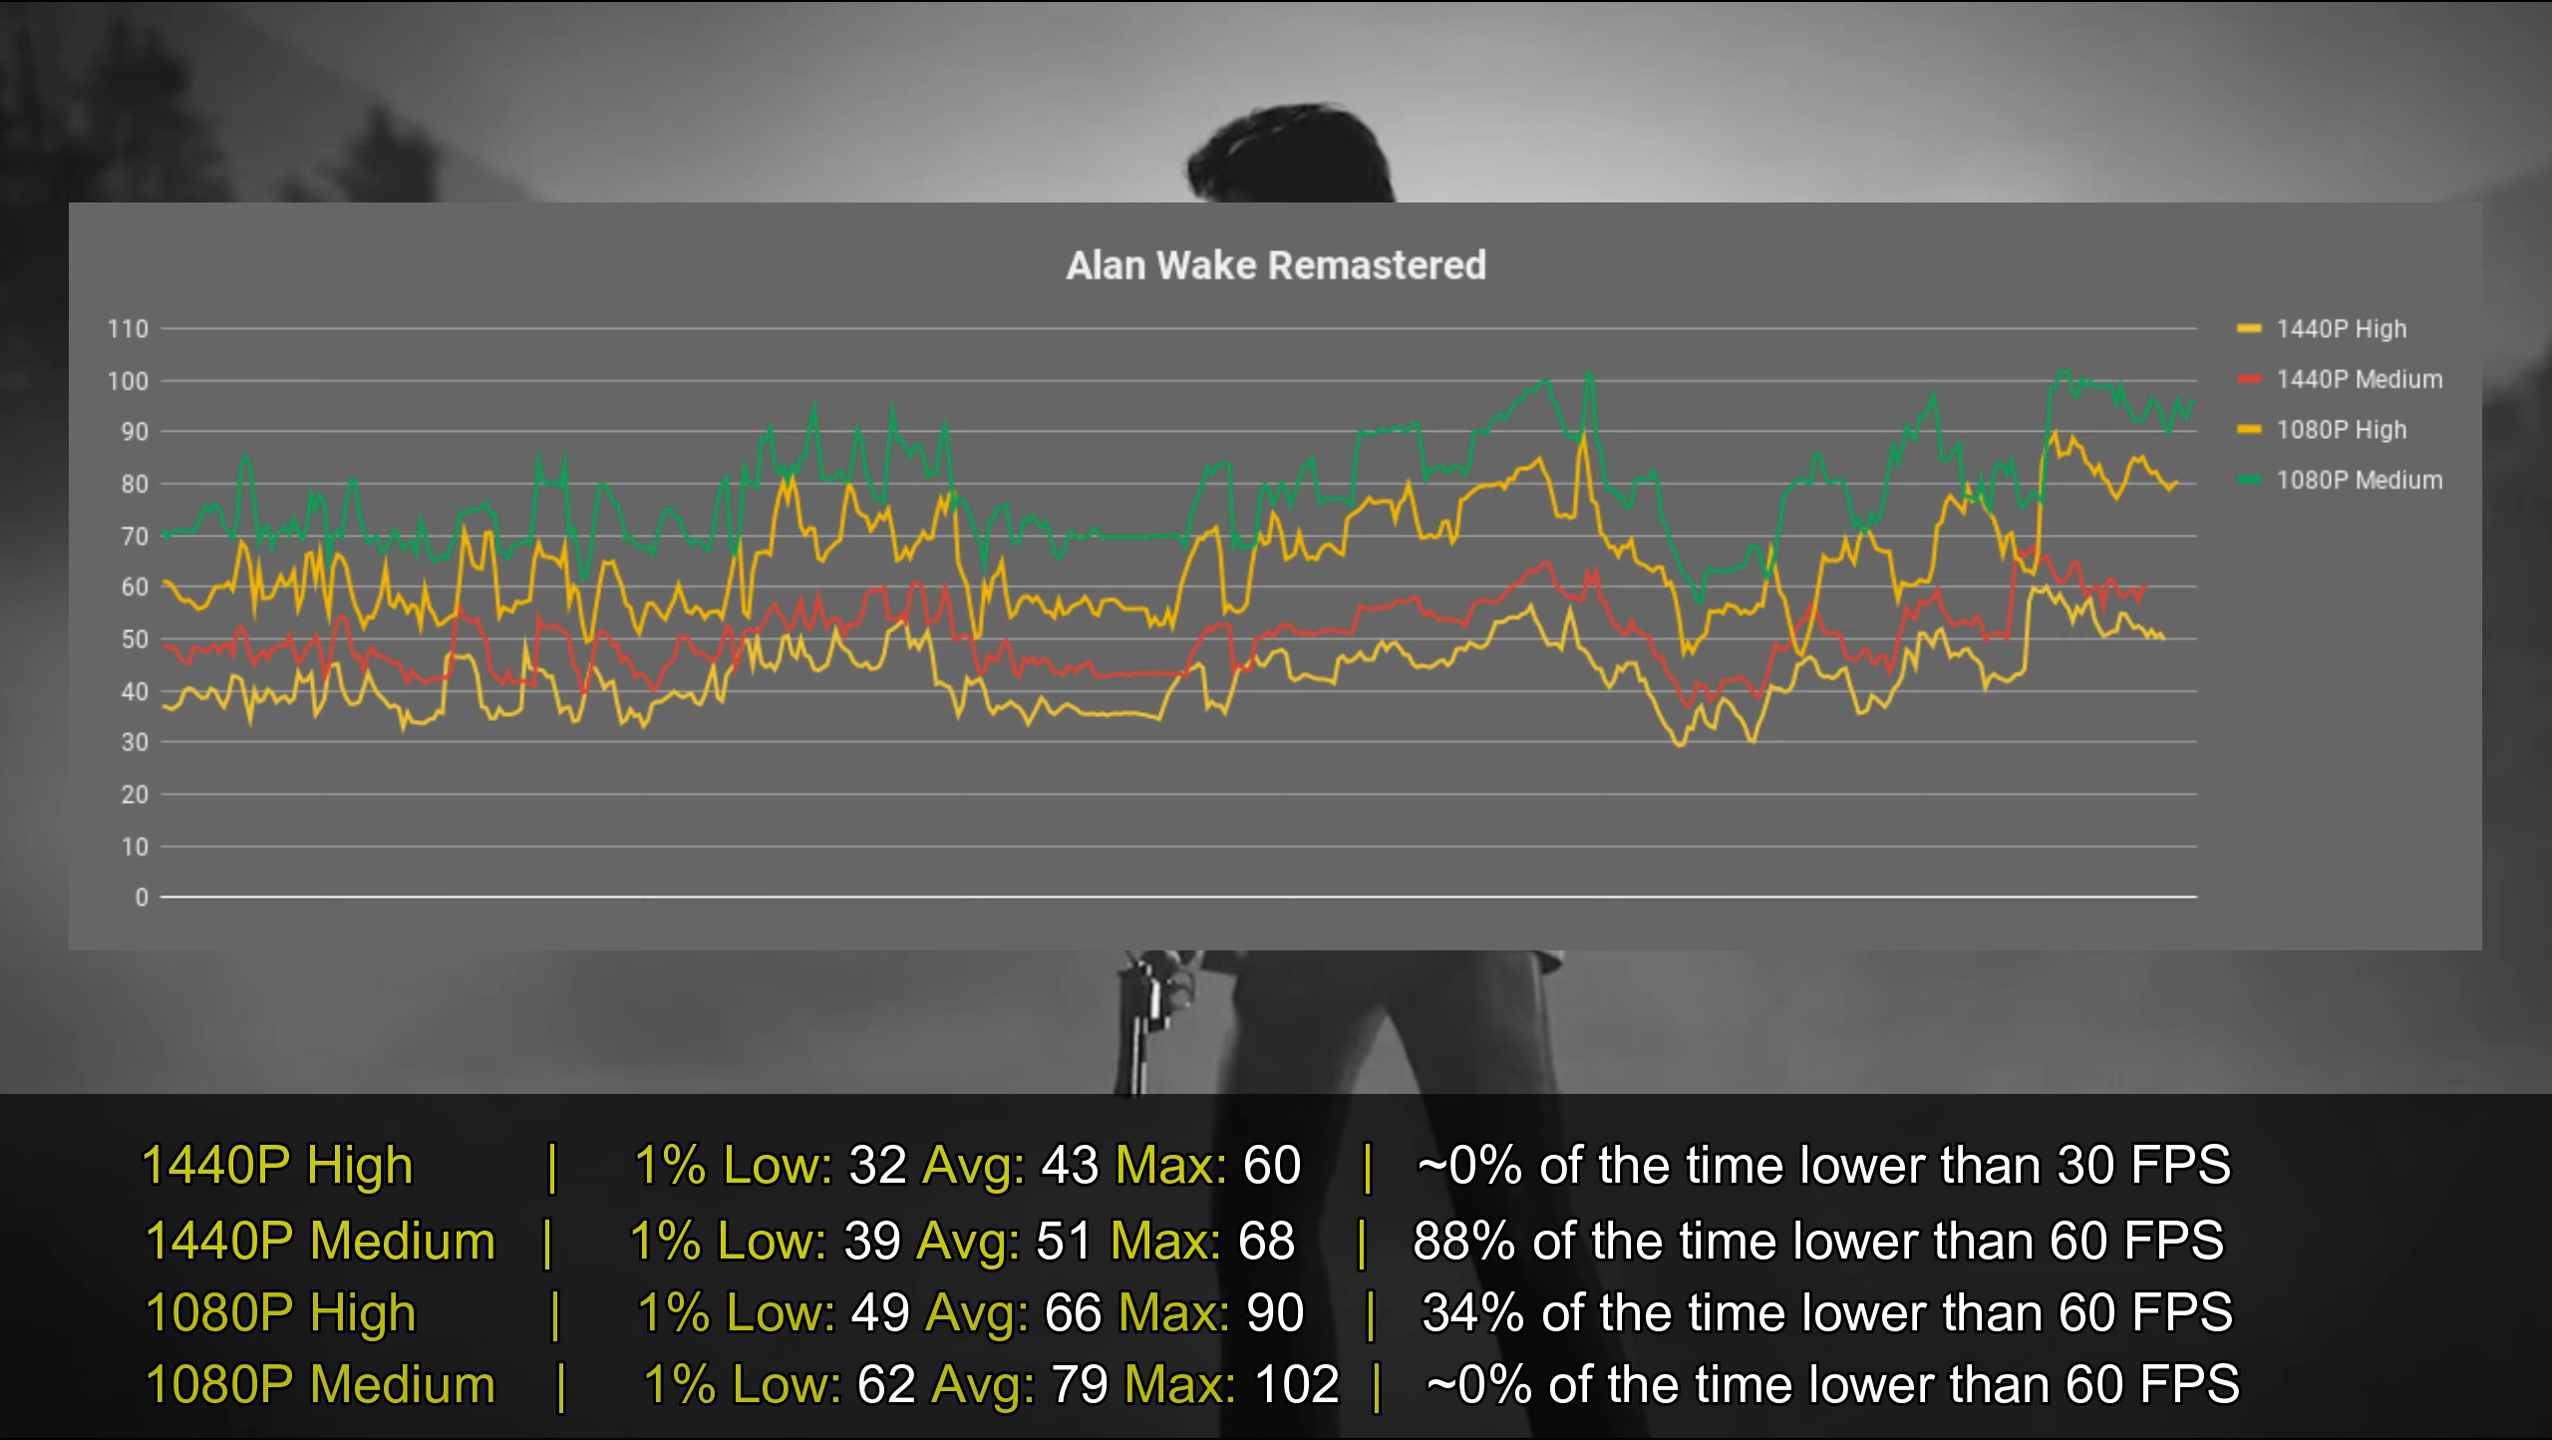 Alan Wake Remastered
110
100
90
80
70
60
50
40
30
20
10
0
1440P High
1440P Medium
1080P High
1080P Medium
1440P High | 1% Low: 32 Avg: 43 Max: 60 | ~0% of the time lower than 30 FPS
1440P Medium | 1% Low: 39 Avg: 51 Max: 68 | 88% of the time lower than 60 FPS
1080P High | 1% Low: 49 Avg: 66 Max: 90 | 34% of the time lower than 60 FPS
1080P Medium | 1% Low: 62 Avg: 79 Max: 102 | ~0% of the time lower than 60 FPS